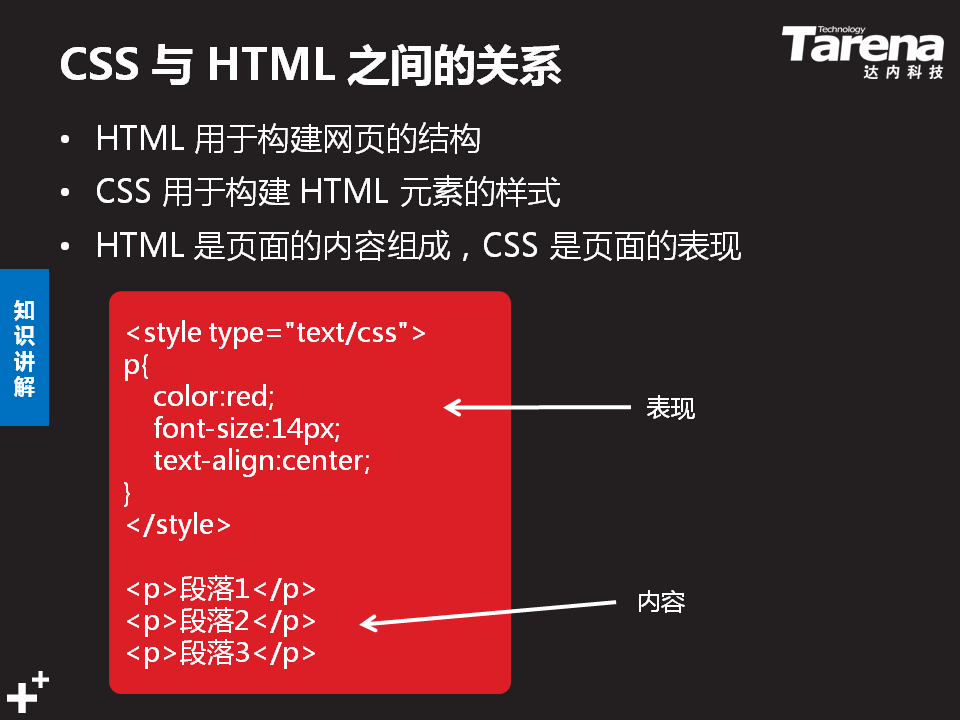 CSS 与 HTML 之间的关系
Technology
Tarena
达内科技
• HTML 用于构建网页的结构
• CSS 用于构建 HTML 元素的样式
• HTML 是页面的内容组成，CSS 是页面的表现
知识讲解
<style type="text/css">
p{
color:red;
font-size:14px;
text-align:center;
}
</style>
表现
<p>段落1</p>
<p>段落2</p>
<p>段落3</p>
内容